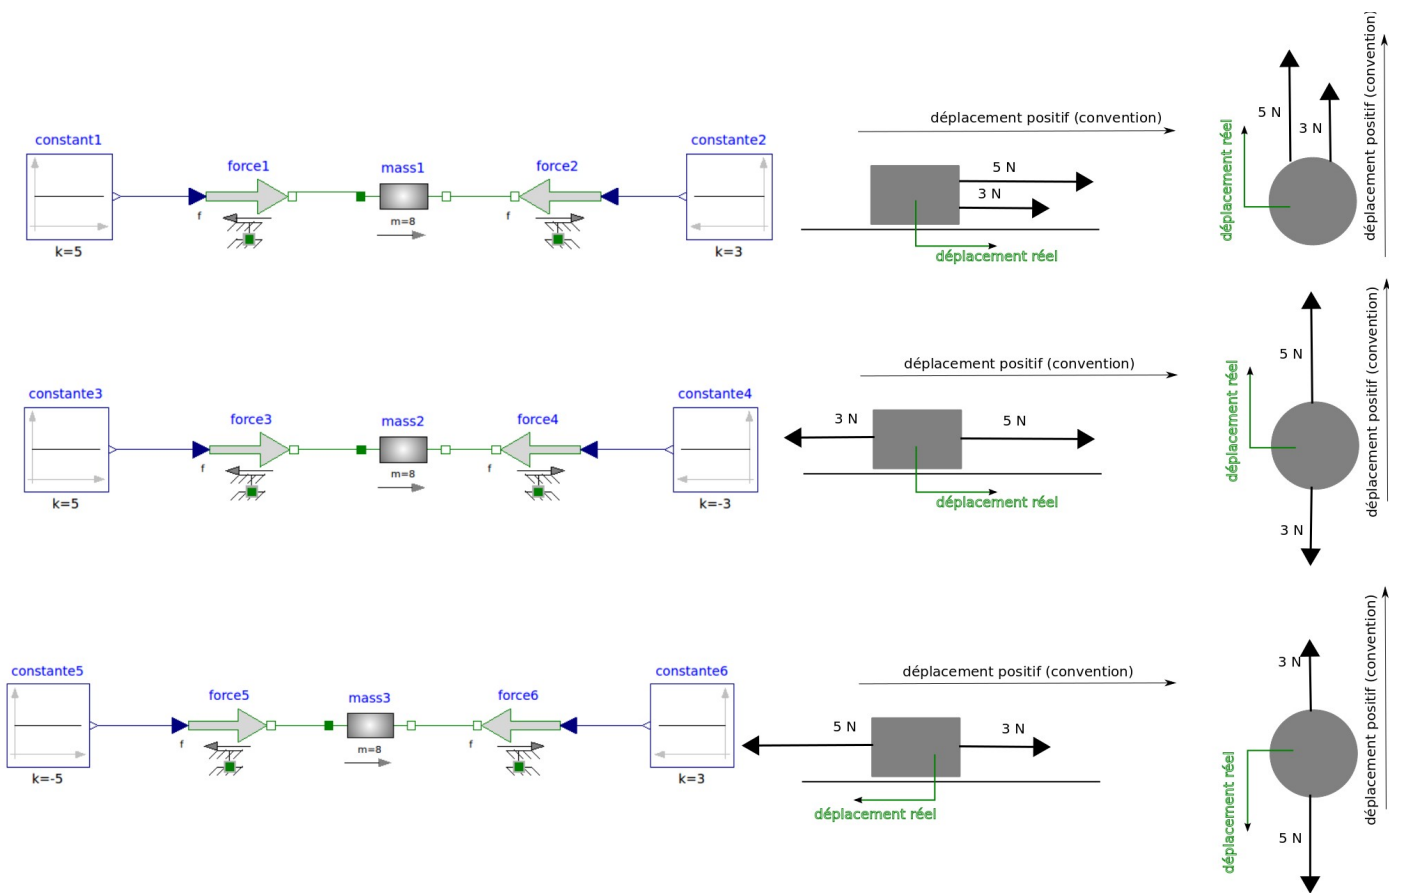 constant1
k=5
force1
f
mass1
m=8
force2
f
constante2
k=3
déplacement positif (convention)
5 N
3 N
déplacement réel
5 N
3 N
déplacement réel
déplacement positif (convention)
constante3
k=5
force3
f
mass2
m=8
force4
f
constante4
k=-3
déplacement positif (convention)
3 N
5 N
déplacement réel
5 N
3 N
déplacement réel
déplacement positif (convention)
constante5
k=-5
force5
f
mass3
m=8
force6
f
constante6
k=3
déplacement positif (convention)
5 N
3 N
déplacement réel
3 N
5 N
déplacement réel
déplacement positif (convention)